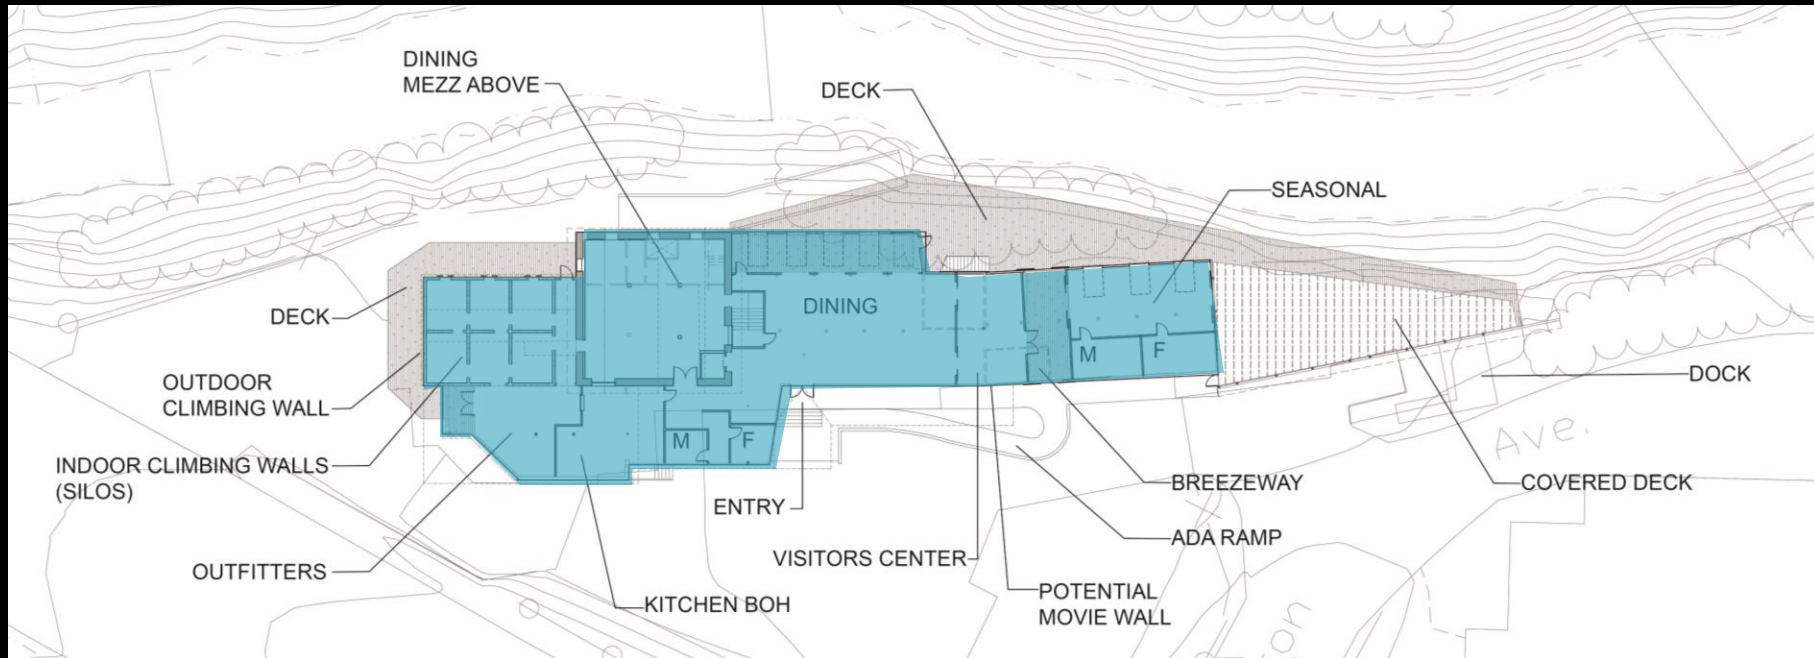 DINING
MEZZ ABOVE
DECK
SEASONAL
DECK
DINING
M
F
OUTDOOR
CLIMBING WALL
DOCK
M
F
Ave.
INDOOR CLIMBING WALLS
(SILOS)
ENTRY
BREEZEWAY
COVERED DECK
ADA RAMP
VISITORS CENTER
OUTFITTERS
KITCHEN BOH
POTENTIAL
MOVIE WALL